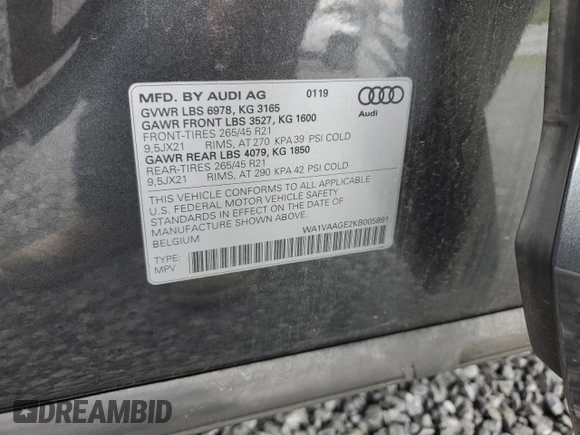 MFD. BY AUDI AG 0119
GVWR LBS 6978, KG 3165
GAWR FRONT LBS 3527, KG 1600
FRONT-TIRES 265/45 R21
9,5JX21 RIMS, AT 270 KPA 39 PSI COLD
GAWR REAR LBS 4079, KG 1850
REAR-TIRES 265/45 R21
9,5JX21 RIMS, AT 290 KPA 42 PSI COLD
Audi
THIS VEHICLE CONFORMS TO ALL APPLICABLE
U.S. FEDERAL MOTOR VEHICLE SAFETY
STANDARDS IN EFFECT ON THE DATE OF
MANUFACTURE SHOWN ABOVE.
BELGIUM
WA1VAAGE2KB005891
TYPE:
MPV
DREAMBID